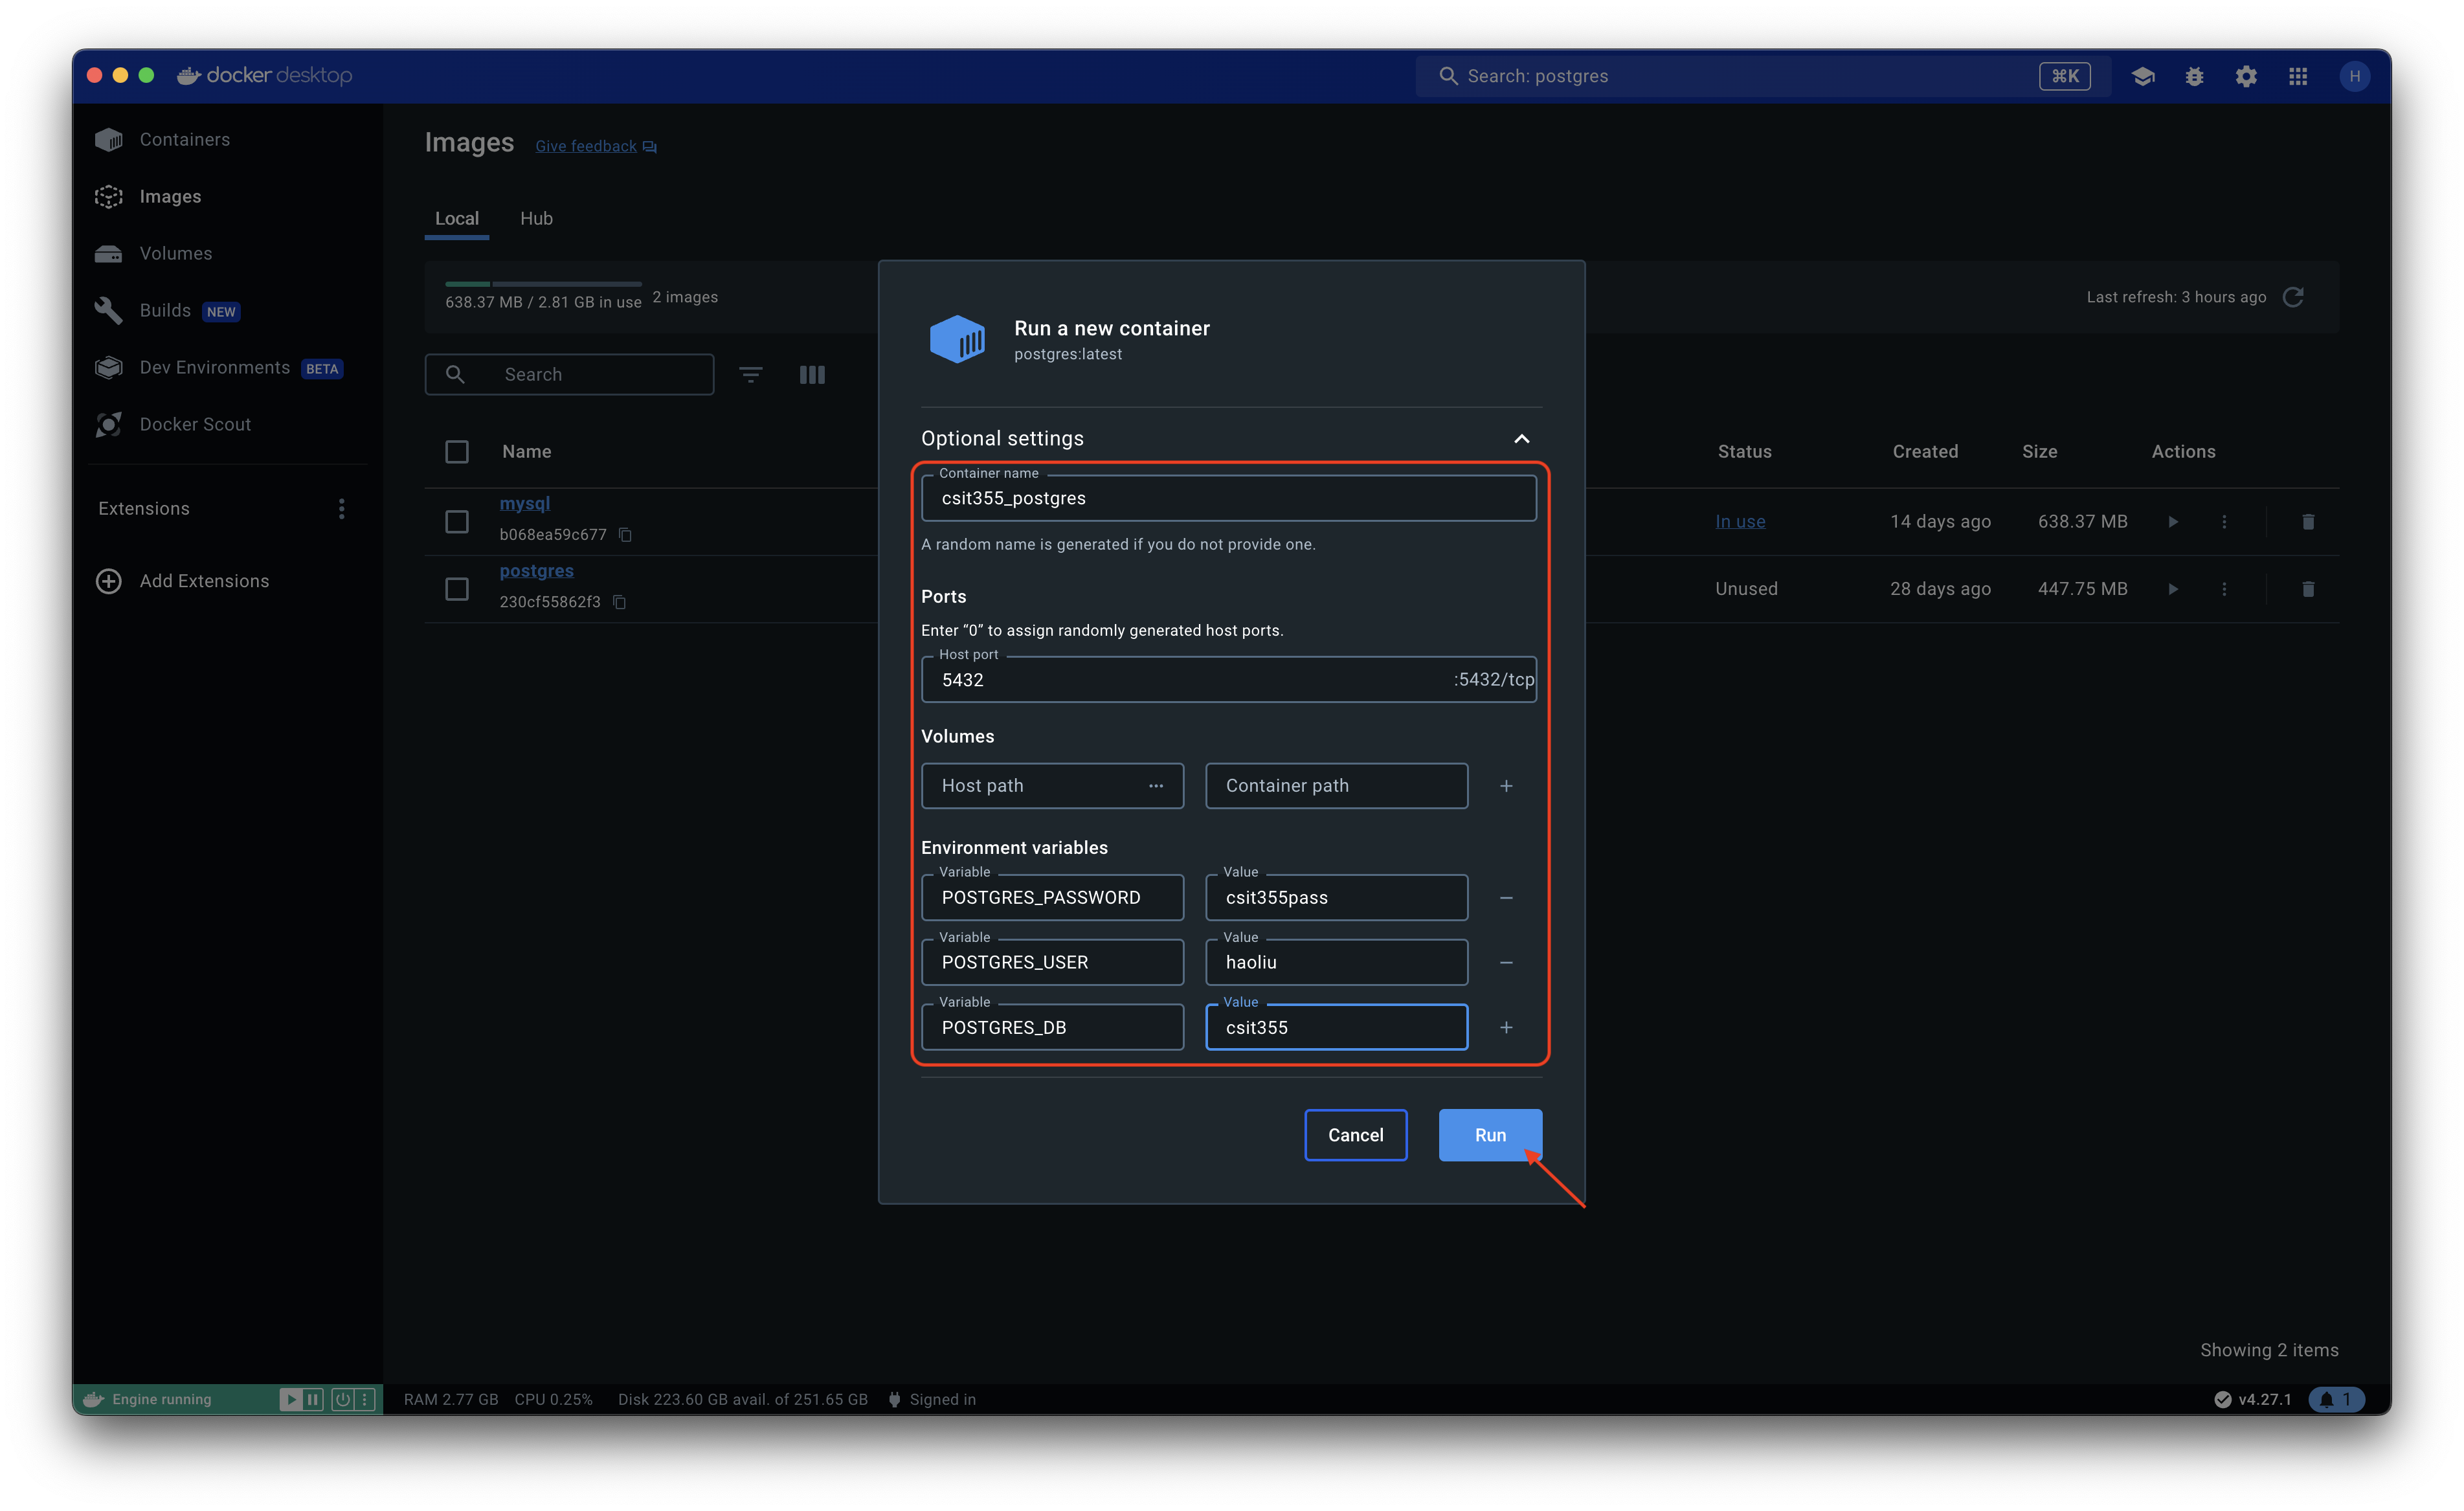 docker desktop
Search: postgres
⌘K
H
Containers
Images
Volumes
Builds NEW
Dev Environments BETA
Docker Scout
Extensions
Add Extensions
Images Give feedback
Local Hub
638.37 MB / 2.81 GB in use 2 images
Last refresh: 3 hours ago
Search
Name Status Created Size Actions
mysql
b068ea59c677
In use 14 days ago 638.37 MB
postgres
230cf55862f3
Unused 28 days ago 447.75 MB
Run a new container
postgres:latest
Optional settings
Container name
csit355_postgres
A random name is generated if you do not provide one.
Ports
Enter “0” to assign randomly generated host ports.
Host port
5432 :5432/tcp
Volumes
Host path ... Container path +
Environment variables
Variable Value
POSTGRES_PASSWORD csit355pass
Variable Value
POSTGRES_USER haoliu
Variable Value
POSTGRES_DB csit355
Cancel Run
Showing 2 items
Engine running
RAM 2.77 GB CPU 0.25% Disk 223.60 GB avail. of 251.65 GB Signed in
v4.27.1 1